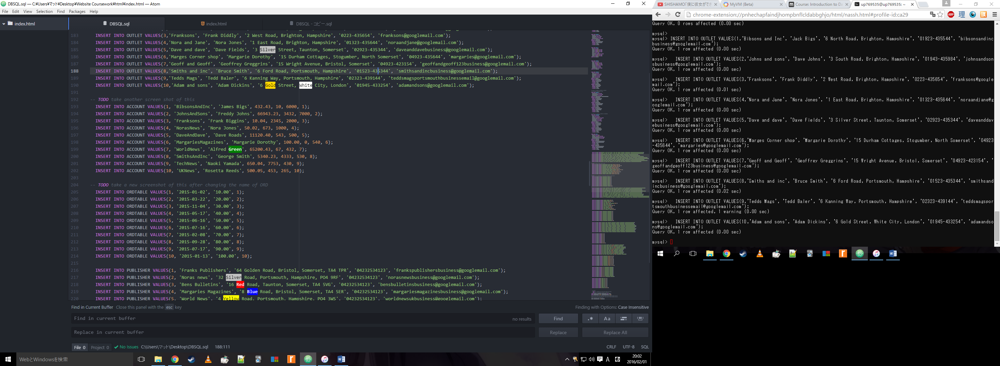 DBSQL.sql — C:¥Users¥マット¥Desktop¥Website Coursework¥html¥index.html — Atom
File Edit View Selection Find Packages Help
index.html
DBSQL.sql index.html DBSQL - コピー.sql
183 INSERT INTO OUTLET VALUES(3,'Franksons', 'Frank Diddly', '2 West Road, Brighton, Hampshire', '0223-435654', 'franksons@googlemail.com');
184 INSERT INTO OUTLET VALUES(4,'Nora and Jane', 'Nora Jones', '1 East Road, Brighton, Hampshire', '01323-435644', 'noraandjane@googlemail.com');
185 INSERT INTO OUTLET VALUES(5,'Dave and dave', 'Dave Fields', '3 Silver Street, Taunton, Somerset', '02923-435344', 'daveanddavebusiness@googlemail.com');
186 INSERT INTO OUTLET VALUES(6,'Marges Corner shop', 'Margarie Dorothy', '15 Durham Cottages, Stogumber, North Somerset', '04923-435644', 'margaries@googlemail.com');
187 INSERT INTO OUTLET VALUES(7,'Geoff and Geoff', 'Geoffrey Greggrins', '15 Wright Avenue, Bristol, Somerset', '04923-423154', 'geoffandgeoff123business@googlemail.com');
188 INSERT INTO OUTLET VALUES(8,'Smiths and inc', 'Bruce Smith', '6 Ford Road, Portsmouth, Hampshire', '01523-435344', 'smithsandincbusiness@googlemail.com');
189 INSERT INTO OUTLET VALUES(9,'Tedds Mags', 'Tedd Baler', '6 Kanning Way, Portsmouth, Hampshire', '02323-439144', 'teddsmagsportsmouthbusinessemail@googlemail.com');
190 INSERT INTO OUTLET VALUES(10,'Adam and sons', 'Adam Dickins', '6 Gold Street, White City, London', '01945-433254', 'adamandsons@googlemail.com');
191
192 -- TODO take another screen shot of this
193 INSERT INTO ACCOUNT VALUES(1, 'BibsonsAndInc', 'James Bigs', 432.43, 10, 6000, 1);
194 INSERT INTO ACCOUNT VALUES(2, 'JohnsAndSons', 'Freddy Johns', 66943.23, 3432, 7000, 2);
195 INSERT INTO ACCOUNT VALUES(3, 'Franksons', 'Frank Biggins', 10.04, 2345, 2000, 3);
196 INSERT INTO ACCOUNT VALUES(4, 'NorasNews', 'Nora Jones', 50.02, 673, 1000, 4);
197 INSERT INTO ACCOUNT VALUES(5, 'DaveAndDave', 'Dave Roads', 11120.40, 543, 500, 5);
198 INSERT INTO ACCOUNT VALUES(6, 'MargariesMagazines', 'Margarie Dorothy', 100.00, 0, 540, 6);
199 INSERT INTO ACCOUNT VALUES(7, 'WorldNews', 'Alfred Green', 65200.43, 67, 432, 7);
200 INSERT INTO ACCOUNT VALUES(8, 'SmithsAndInc', 'George Smith', 5340.23, 4333, 530, 8);
201 INSERT INTO ACCOUNT VALUES(9, 'TechNews', 'Naoki Yamada', 650.04, 7753, 430, 9);
202 INSERT INTO ACCOUNT VALUES(10, 'UKNews', 'Rosetta Reeds', 500.05, 453, 265, 10);
203
204 -- TODO take a new screenshot of this after changing the name of ORD
205 INSERT INTO ORDTABLE VALUES(1, '2015-01-02', '10.00', 1);
206 INSERT INTO ORDTABLE VALUES(2, '2015-03-22', '20.00', 2);
207 INSERT INTO ORDTABLE VALUES(3, '2015-11-04', '30.00', 3);
208 INSERT INTO ORDTABLE VALUES(4, '2015-05-17', '40.00', 4);
209 INSERT INTO ORDTABLE VALUES(5, '2015-06-16', '50.00', 5);
210 INSERT INTO ORDTABLE VALUES(6, '2015-07-16', '60.00', 6);
211 INSERT INTO ORDTABLE VALUES(7, '2015-02-08', '70.00', 7);
212 INSERT INTO ORDTABLE VALUES(8, '2015-09-28', '80.00', 8);
213 INSERT INTO ORDTABLE VALUES(9, '2015-07-17', '90.00', 9);
214 INSERT INTO ORDTABLE VALUES(10, '2015-01-13', '100.00', 10);
215
216 INSERT INTO PUBLISHER VALUES(1, 'Franks Publishers', '64 Golden Road, Bristol, Somerset, TA4 TPR', '04232534123', 'frankspublishersbusiness@googlemail.com');
217 INSERT INTO PUBLISHER VALUES(2, 'Noras news', '32 Silver Road, Portsmouth, Hampshire, PO4 9RF', '04232534123', 'norasnewsbusiness@googlemail.com');
218 INSERT INTO PUBLISHER VALUES(3, 'Bens Bulletins', '16 Red Road, Taunton, Somerset, TA4 5VG', '04232534123', 'bensbulletinsbusiness@googlemail.com');
219 INSERT INTO PUBLISHER VALUES(4, 'Margaries Magazines', '8 Blue Road, Bristol, Somerset, TA4 5ER', '04232534123', 'margariesmagazinesbusiness@googlemail.com');
220 INSERT INTO PUBLISHER VALUES(5, 'World News', '4 Yellow Road, Portsmouth, Hampshire, PO4 3WS', '04232534123', 'worldnewsukbusiness@googlemail.com');
Find in Current Buffer Close this panel with the esc key Finding with Options: Case Insensitive
Find in current buffer no results Find .* Aa
Replace in current buffer Replace Replace All
File 0 Project 0 No Issues C:\Users\マット\Desktop\DBSQL.sql 188:111 CRLF UTF-8 SQL
WebとWindowsを検索 A 20:02
2016/02/01
SHISHAMO「僕に彼女ができ MyVM (Beta) Course: Introduction to Da up769535@up769535: ~
chrome-extension://pnhechapfaindjhompbnflcldabbghjo/html/nassh.html#profile-id:ca29
Query OK, 0 rows affected (0.00 sec)
mysql>
mysql> INSERT INTO OUTLET VALUES(1,'Bibsons and Inc', 'Jack Bigs', '6 North Road, Brighton, Hampshire', '01923-435544', 'bibsonsandinc
business@googlemail.com');
Query OK, 1 row affected (0.00 sec)
mysql> INSERT INTO OUTLET VALUES(2,'Johns and sons', 'Dave Johns', '3 South Road, Brighton, Hampshire', '01943-435984', 'johnsandson
sbusiness@googlemail.com');
Query OK, 1 row affected (0.00 sec)
mysql> INSERT INTO OUTLET VALUES(3,'Franksons', 'Frank Diddly', '2 West Road, Brighton, Hampshire', '0223-435654', 'franksons@google
mail.com');
Query OK, 1 row affected (0.01 sec)
mysql> INSERT INTO OUTLET VALUES(4,'Nora and Jane', 'Nora Jones', '1 East Road, Brighton, Hampshire', '01323-435644', 'noraandjane@g
ooglemail.com');
Query OK, 1 row affected (0.00 sec)
mysql> INSERT INTO OUTLET VALUES(5,'Dave and dave', 'Dave Fields', '3 Silver Street, Taunton, Somerset', '02923-435344', 'daveanddav
ebusiness@googlemail.com');
Query OK, 1 row affected (0.00 sec)
mysql> INSERT INTO OUTLET VALUES(6,'Marges Corner shop', 'Margarie Dorothy', '15 Durham Cottages, Stogumber, North Somerset', '04923
-435644', 'margaries@googlemail.com');
Query OK, 1 row affected (0.00 sec)
mysql> INSERT INTO OUTLET VALUES(7,'Geoff and Geoff', 'Geoffrey Greggrins', '15 Wright Avenue, Bristol, Somerset', '04923-423154', '
geoffandgeoff123business@googlemail.com');
Query OK, 1 row affected (0.00 sec)
mysql> INSERT INTO OUTLET VALUES(8,'Smiths and inc', 'Bruce Smith', '6 Ford Road, Portsmouth, Hampshire', '01523-435344', 'smithsand
incbusiness@googlemail.com');
Query OK, 1 row affected (0.02 sec)
mysql> INSERT INTO OUTLET VALUES(9,'Tedds Mags', 'Tedd Baler', '6 Kanning Way, Portsmouth, Hampshire', '02323-439144', 'teddsmagspor
tsmouthbusinessemail@googlemail.com');
Query OK, 1 row affected, 1 warning (0.00 sec)
mysql> INSERT INTO OUTLET VALUES(10,'Adam and sons', 'Adam Dickins', '6 Gold Street, White City, London', '01945-433254', 'adamandso
ns@googlemail.com');
Query OK, 1 row affected (0.00 sec)
mysql>